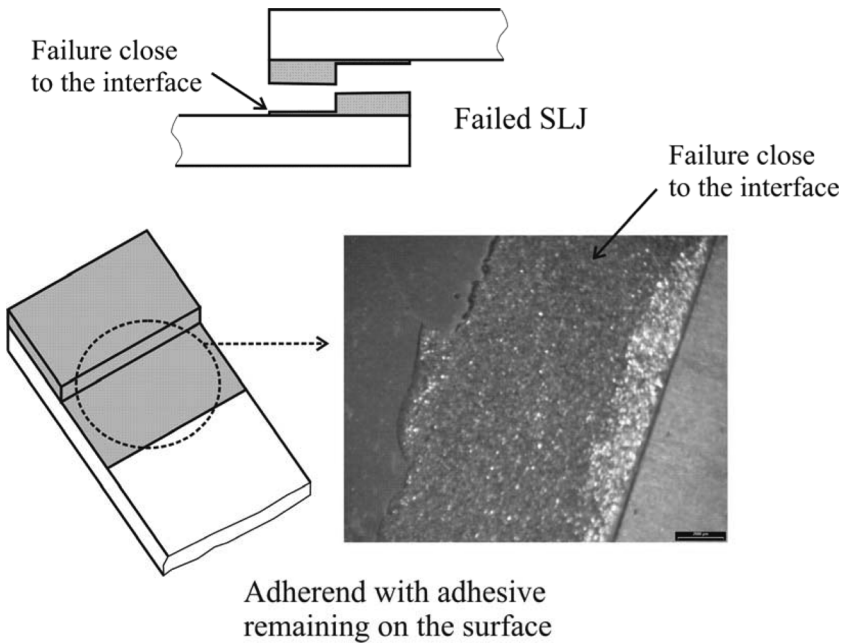 Failure close
to the interface
Failed SLJ
Failure close
to the interface
Adherend with adhesive
remaining on the surface